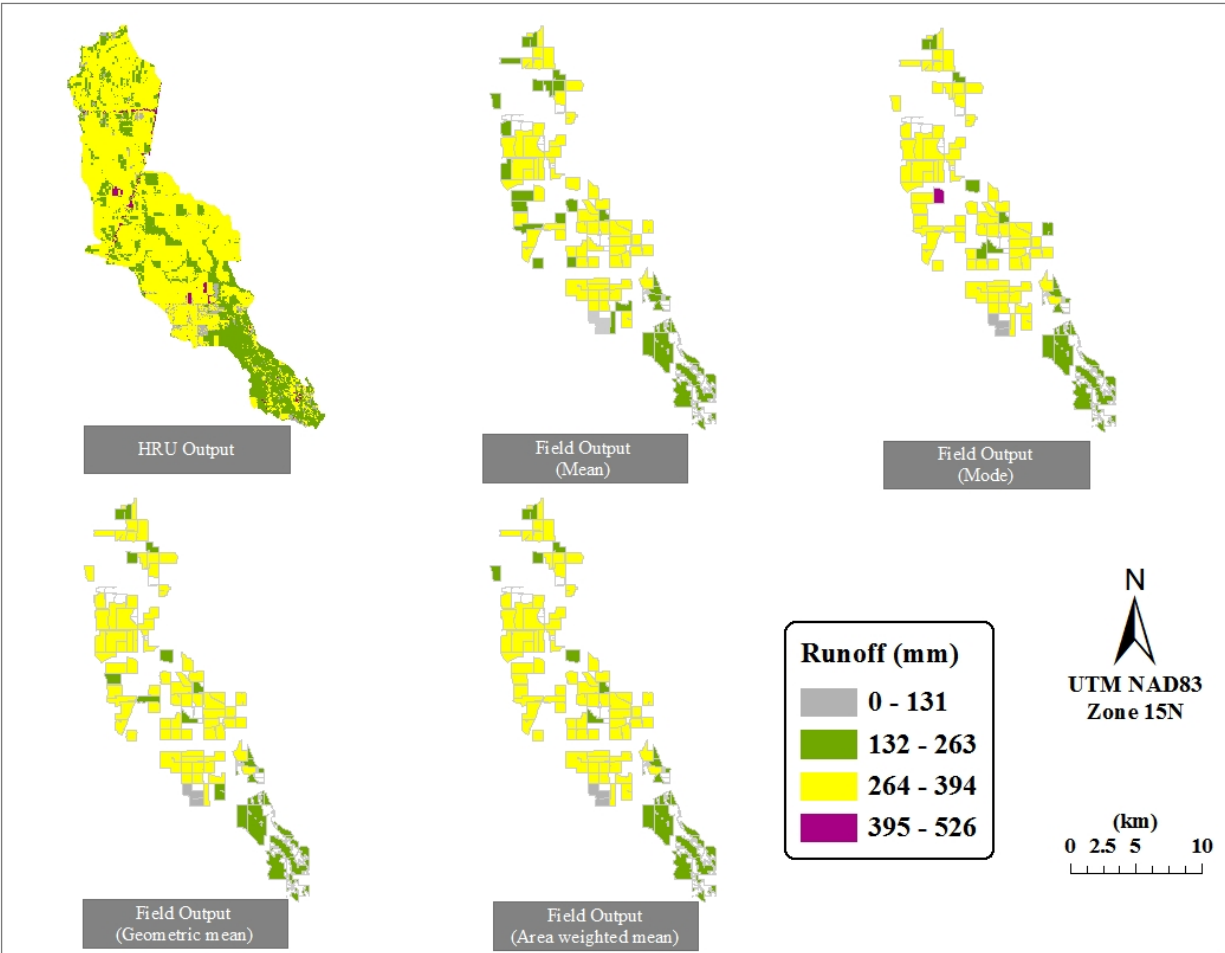 HRU Output
Field Output
(Mean)
Field Output
(Mode)
Field Output
(Geometric mean)
Field Output
(Area weighted mean)
Runoff (mm)
0 - 131
132 - 263
264 - 394
395 - 526
N
UTM NAD83
Zone 15N
(km)
0 2.5 5 10